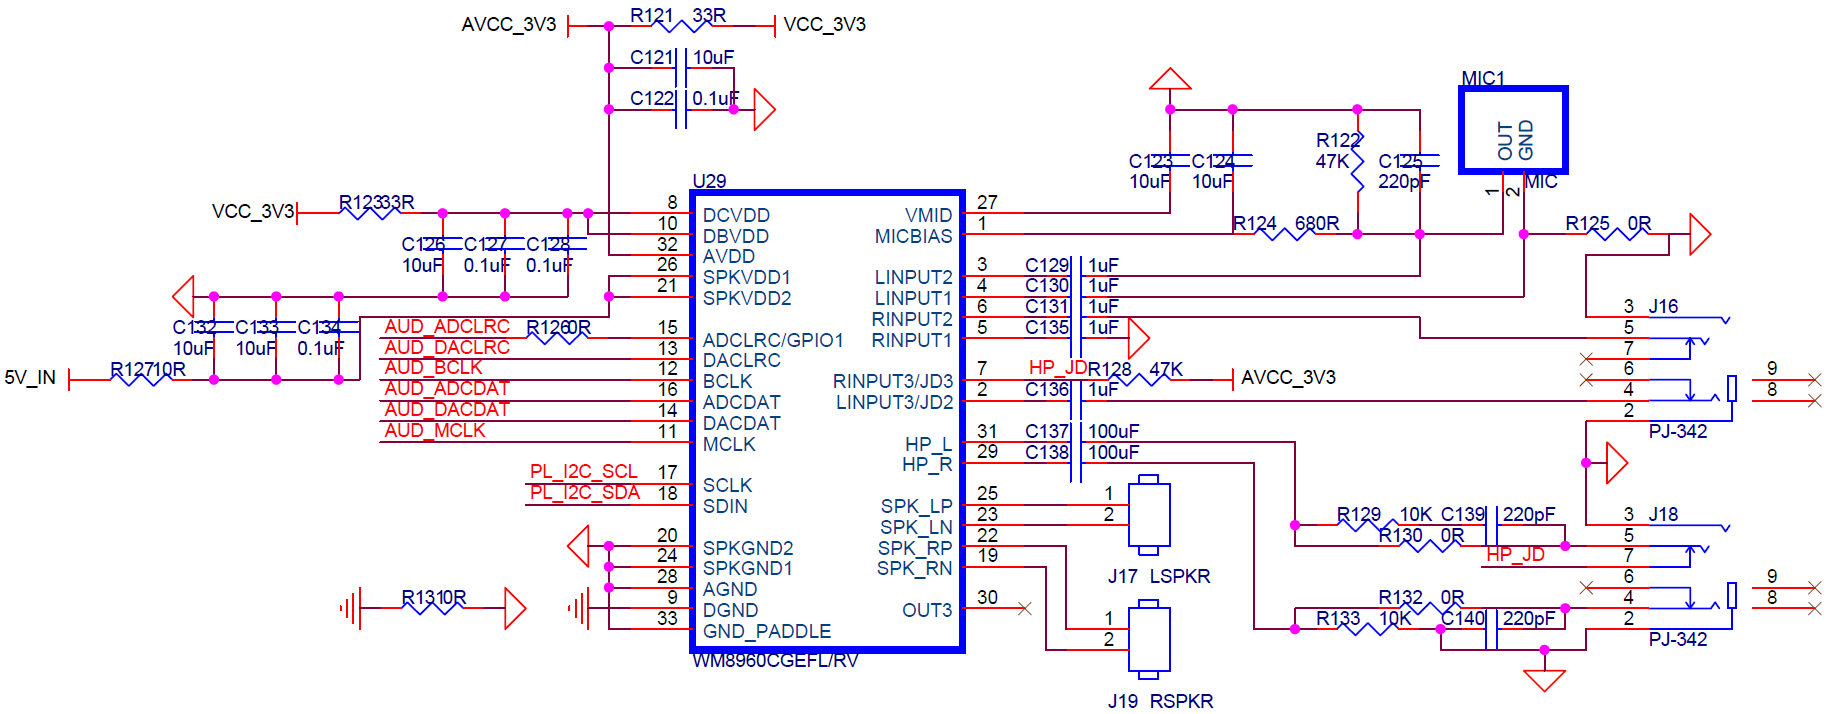 AVCC_3V3 R121 33R VCC_3V3
C121 10uF
C122 0.1uF
VCC_3V3 R123 33R
C126 C127 C128
10uF 0.1uF 0.1uF
C132 C133 C134
10uF 10uF 0.1uF
5V_IN R127 10R
AUD_ADCLRC R126 0R
AUD_DACLRC
AUD_BCLK
AUD_ADCDAT
AUD_DACDAT
AUD_MCLK
PL_I2C_SCL
PL_I2C_SDA
R131 0R
U29
8 DCVDD
10 DBVDD
32 AVDD
26 SPKVDD1
21 SPKVDD2
15 ADCLRC/GPIO1
13 DACLRC
12 BCLK
16 ADCDAT
14 DACDAT
11 MCLK
17 SCLK
18 SDIN
20 SPKGND2
24 SPKGND1
28 AGND
9 DGND
33 GND_PADDLE
VMID 27
MICBIAS 1
LINPUT2 3
LINPUT1 4
RINPUT2 6
RINPUT1 5
RINPUT3/JD3 7
LINPUT3/JD2 2
HP_L 31
HP_R 29
SPK_LP 25
SPK_LN 23
SPK_RP 22
SPK_RN 19
OUT3 30
WM8960CGEFL/RV
C123 C124
10uF 10uF
R122
47K
C125
220pF
R124 680R
MIC1
OUT
GND
1
2
MIC
R125 0R
C129 1uF
C130 1uF
C131 1uF
C135 1uF
HP_JD R128 47K AVCC_3V3
C136 1uF
C137 100uF
C138 100uF
1
2
J17 LSPKR
1
2
J19 RSPKR
R129 10K C139 220pF
R130 0R
HP_JD
R132 0R
R133 10K C140 220pF
3 J16
5
7
6
4
2
9
8
PJ-342
3 J18
5
7
6
4
2
9
8
PJ-342